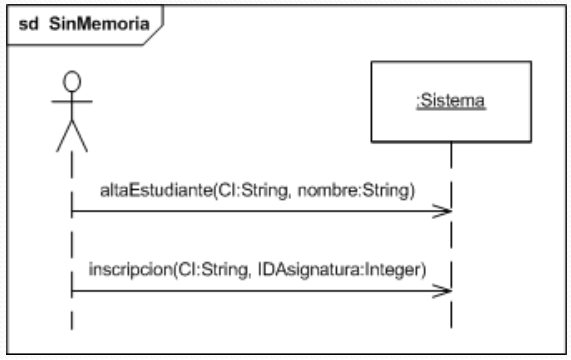 sd SinMemoria
:Sistema
altaEstudiante(CI:String, nombre:String)
inscripcion(CI:String, IDAsignatura:Integer)